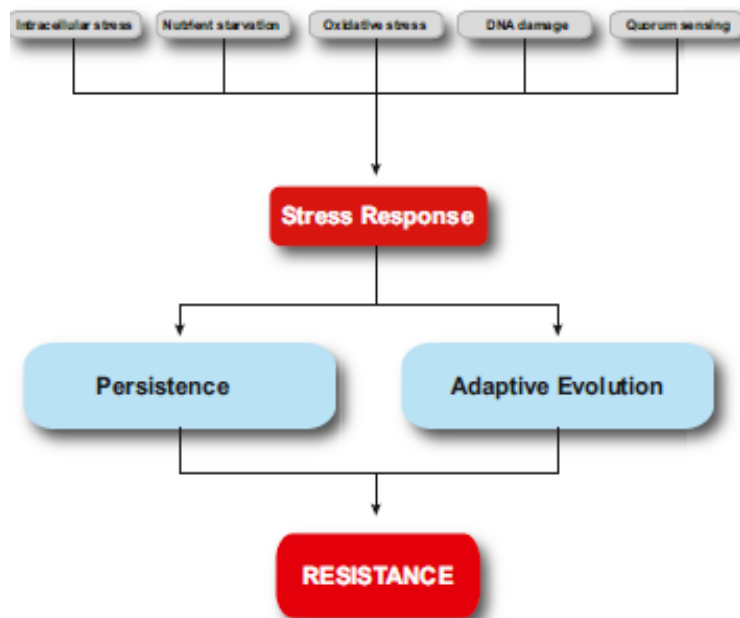 Intracellular stress
Nutrient starvation
Oxidative stress
DNA damage
Quorum sensing
Stress Response
Persistence
Adaptive Evolution
RESISTANCE